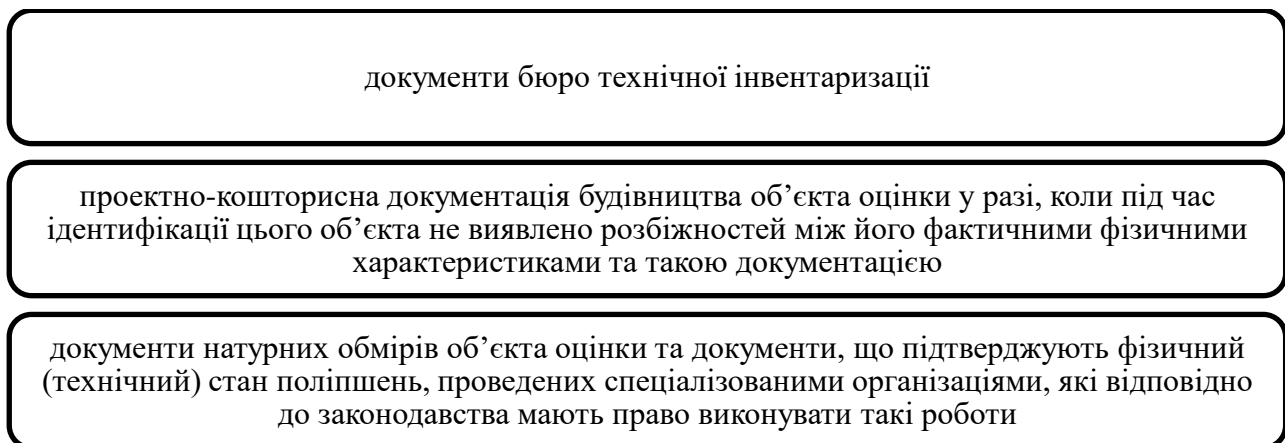 документи бюро технічної інвентаризації
проектно-кошторисна документація будівництва об’єкта оцінки у разі, коли під час
ідентифікації цього об’єкта не виявлено розбіжностей між його фактичними фізичними
характеристиками та такою документацією
документи натурних обмірів об’єкта оцінки та документи, що підтверджують фізичний
(технічний) стан поліпшень, проведених спеціалізованими організаціями, які відповідно
до законодавства мають право виконувати такі роботи